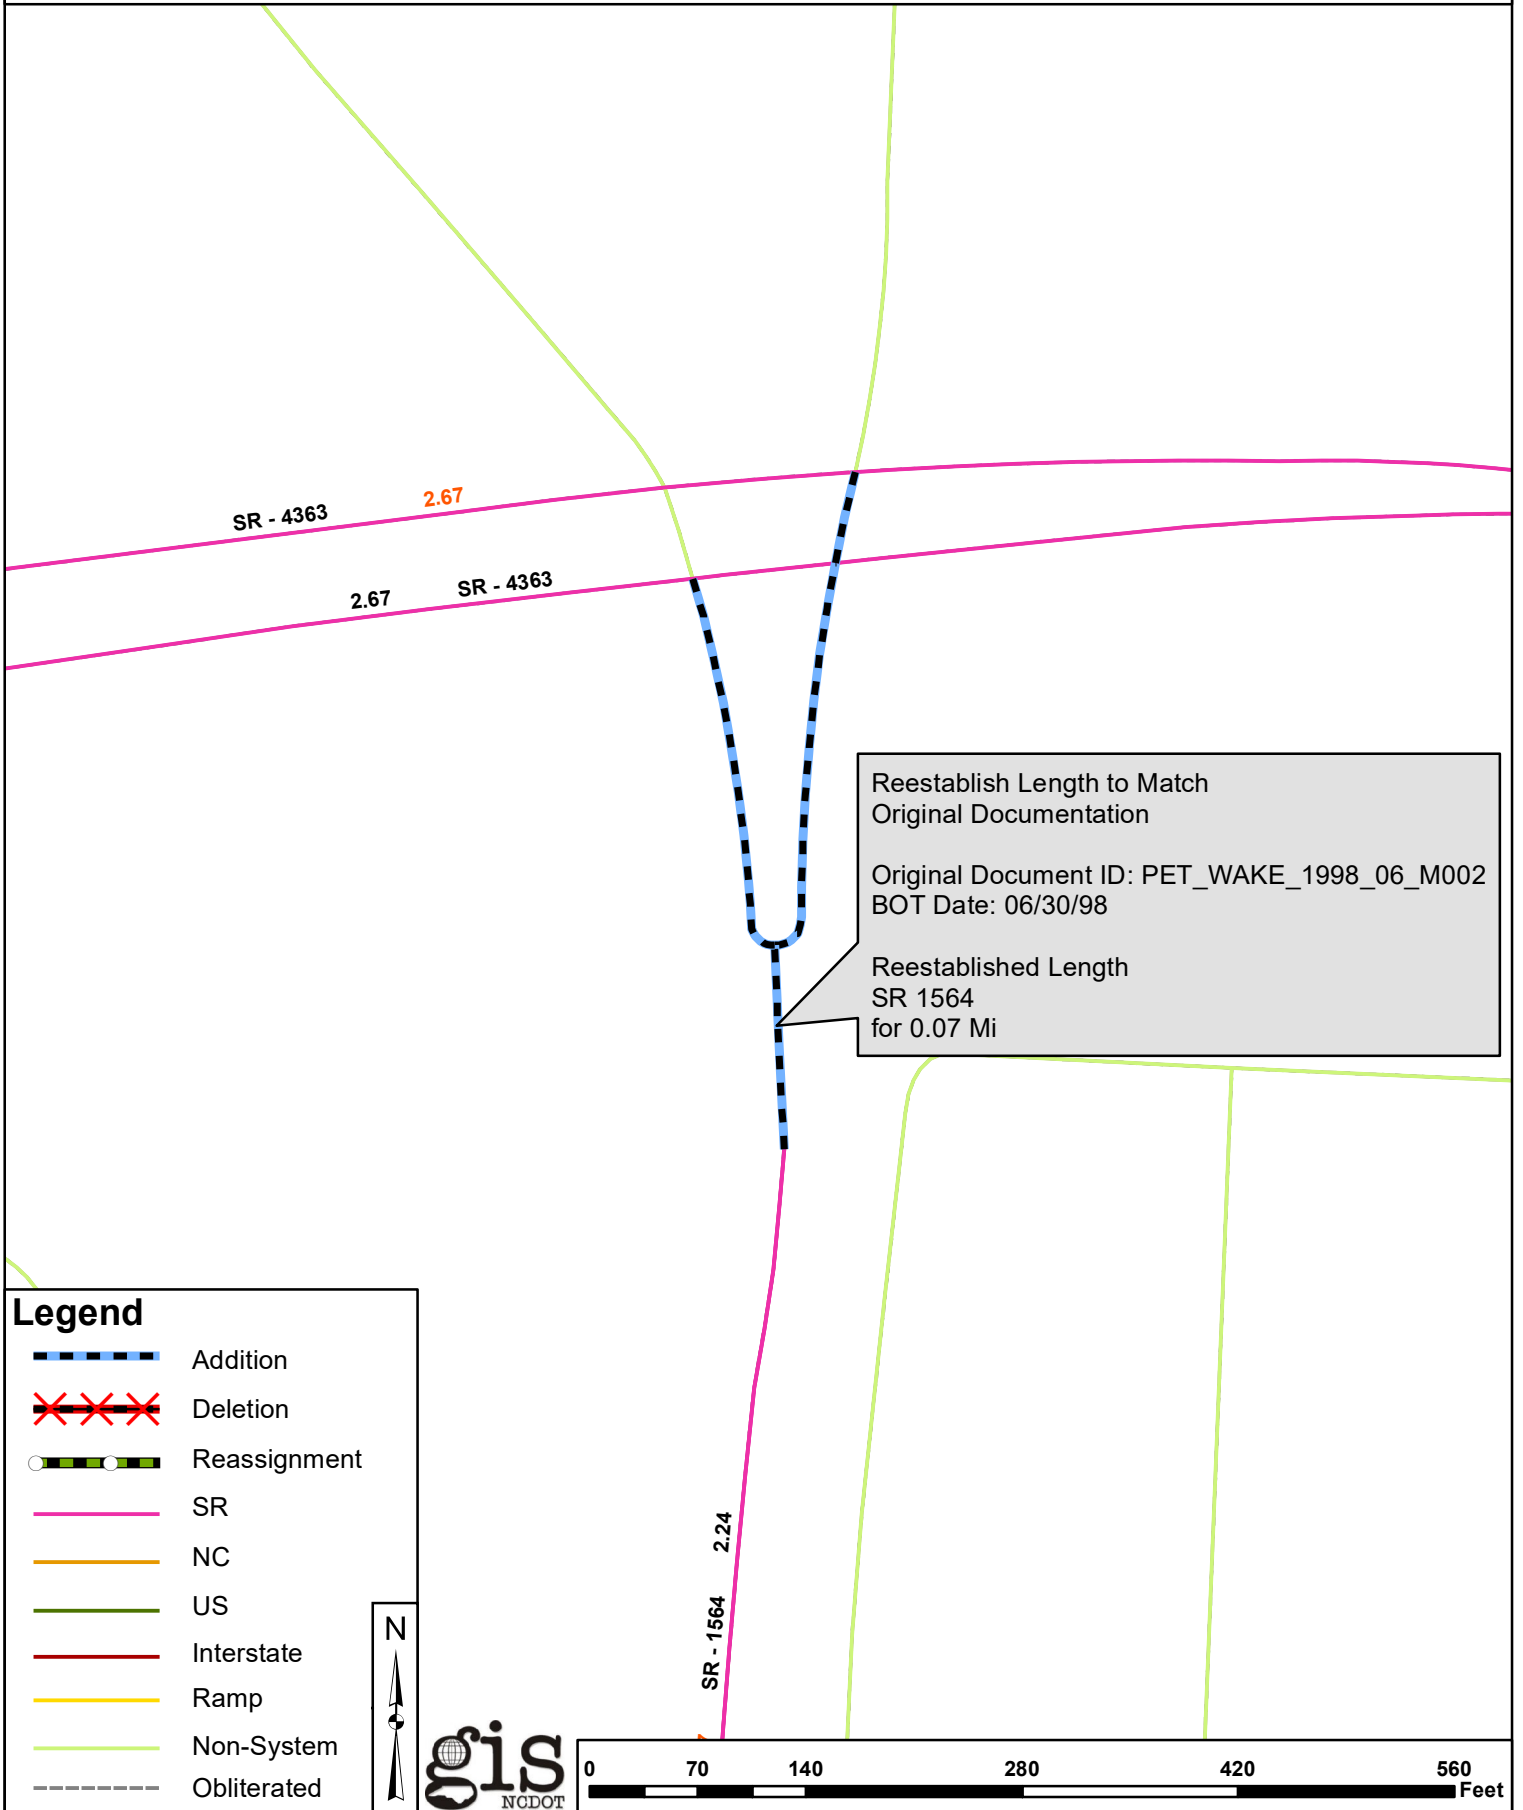 SR - 4363
2.67
2.67
SR - 4363
Reestablish Length to Match
Original Documentation
Original Document ID: PET_WAKE_1998_06_M002
BOT Date: 06/30/98
Reestablished Length
SR 1564
for 0.07 Mi
2.24
SR - 1564
Legend
Addition
Deletion
Reassignment
SR
NC
US
Interstate
Ramp
Non-System
Obliterated
N
gis
NCDOT
0 70 140 280 420 560
Feet